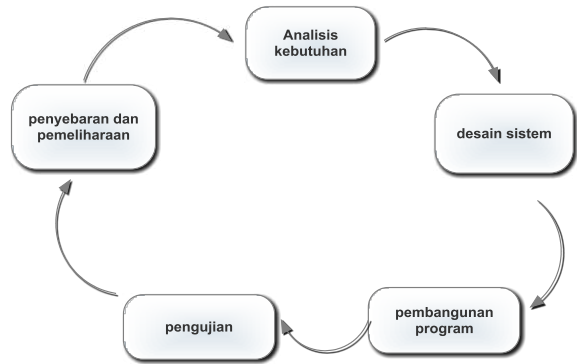 Analisis
kebutuhan
desain sistem
pembangunan
program
pengujian
penyebaran dan
pemeliharaan